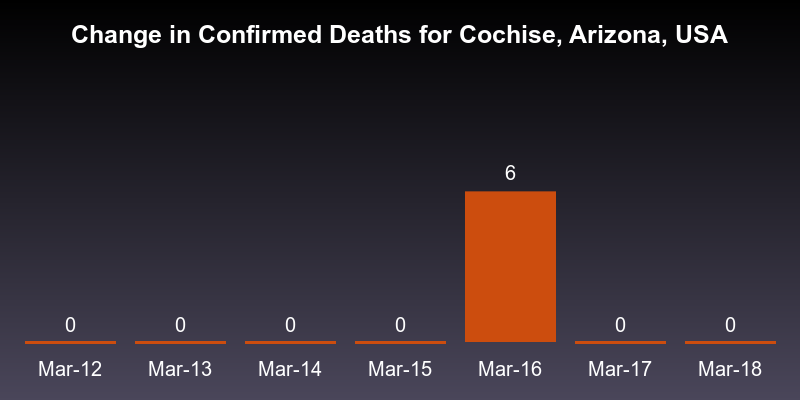 Change in Confirmed Deaths for Cochise, Arizona, USA
6
0 0 0 0 0 0
Mar-12 Mar-13 Mar-14 Mar-15 Mar-16 Mar-17 Mar-18